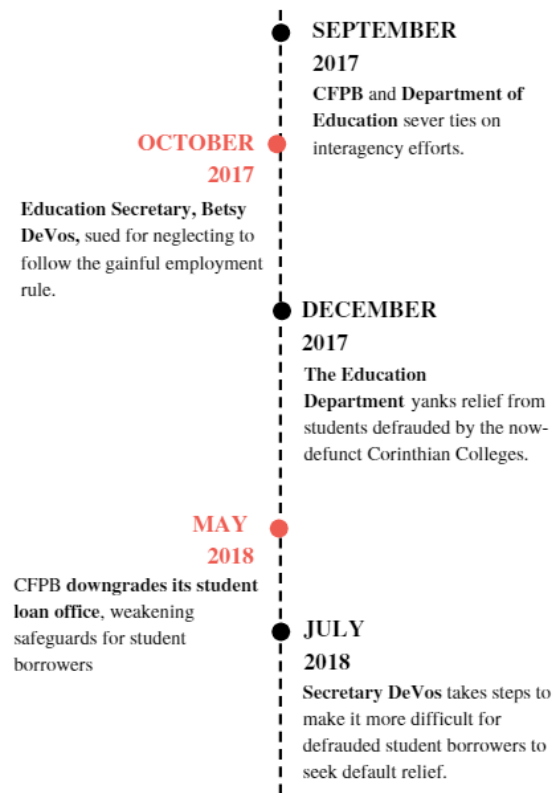 SEPTEMBER
2017
CFPB and Department of
Education sever ties on
interagency efforts.
OCTOBER
2017
Education Secretary, Betsy
DeVos, sued for neglecting to
follow the gainful employment
rule.
DECEMBER
2017
The Education
Department yanks relief from
students defrauded by the now-
defunct Corinthian Colleges.
MAY
2018
CFPB downgrades its student
loan office, weakening
safeguards for student
borrowers
JULY
2018
Secretary DeVos takes steps to
make it more difficult for
defrauded student borrowers to
seek default relief.